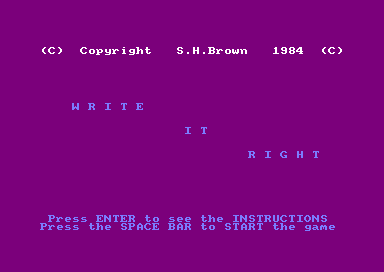 (C) Copyright S.H.Brown 1984 (C)
W R I T E
I T
R I G H T
Press ENTER to see the INSTRUCTIONS
Press the SPACE BAR to START the game